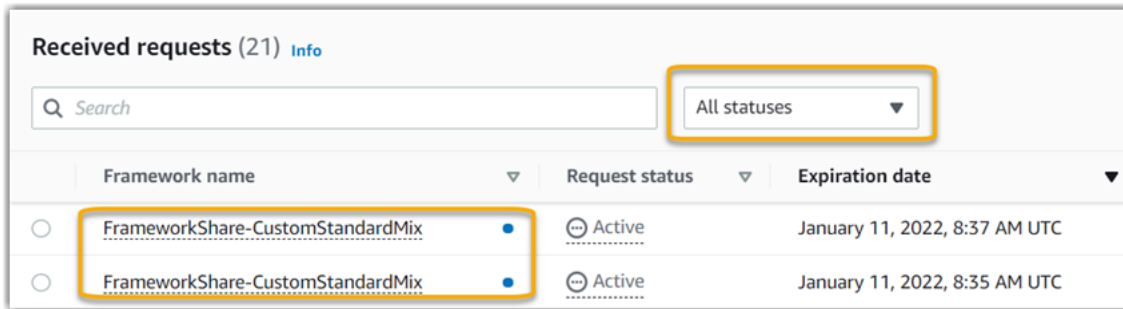 Received requests (21) Info
Search
All statuses
Framework name Request status Expiration date
FrameworkShare-CustomStandardMix Active January 11, 2022, 8:37 AM UTC
FrameworkShare-CustomStandardMix Active January 11, 2022, 8:35 AM UTC